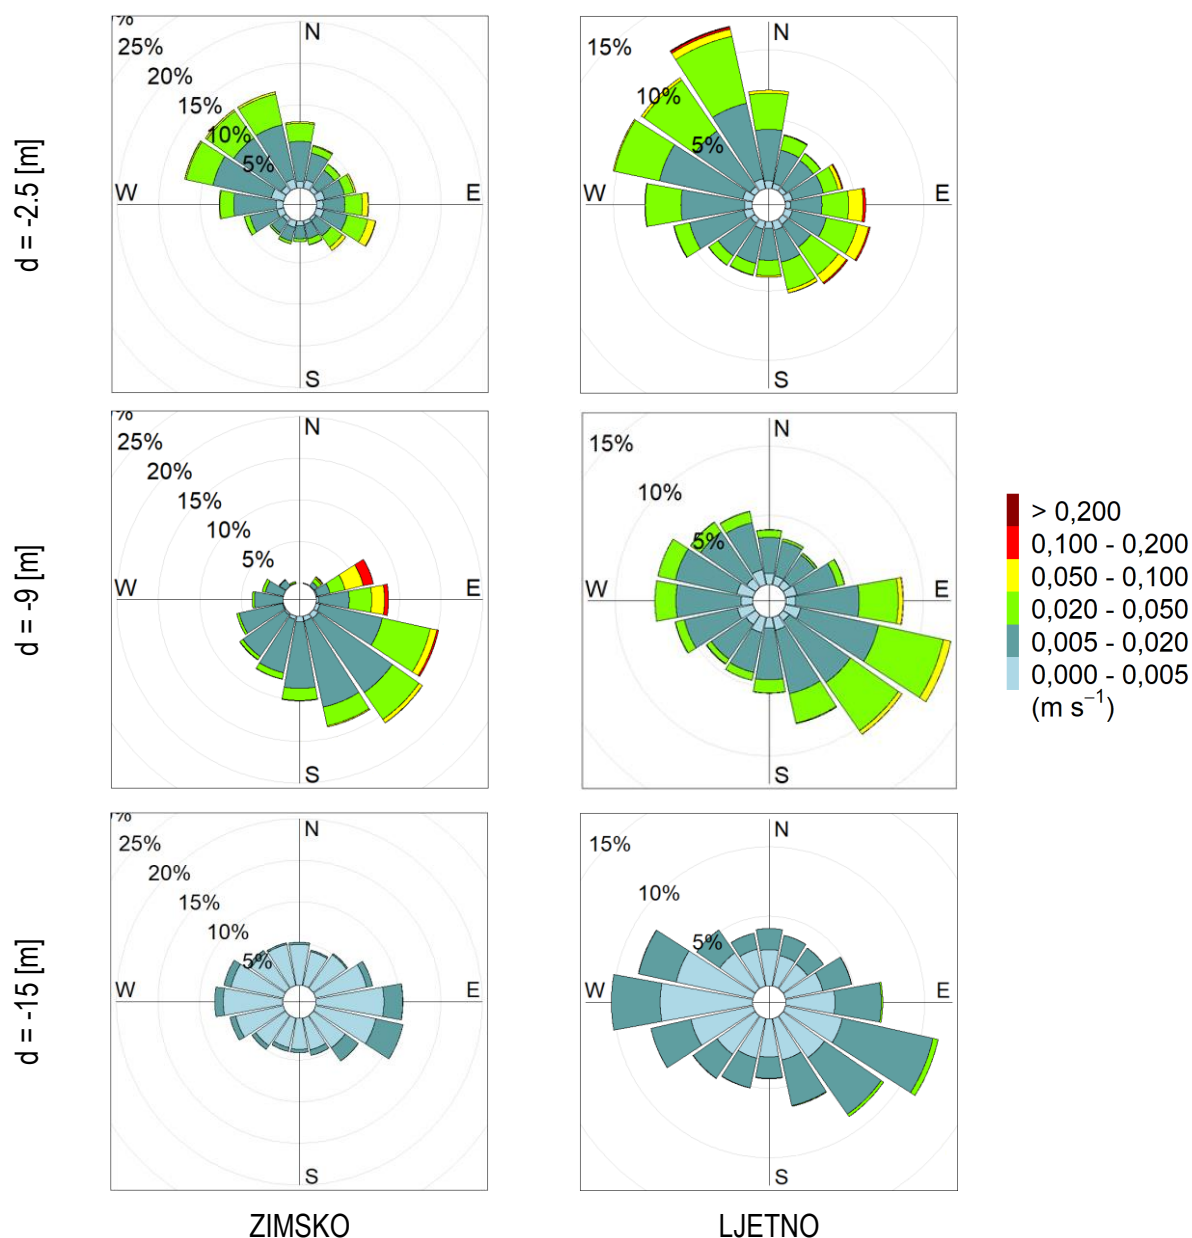 %
25%
20%
15%
10%
5%
N
W
E
S
15%
10%
5%
N
W
E
S
d = -2.5 [m]
%
25%
20%
15%
10%
5%
N
W
E
S
15%
10%
5%
N
W
E
S
d = -9 [m]
> 0,200
0,100 - 0,200
0,050 - 0,100
0,020 - 0,050
0,005 - 0,020
0,000 - 0,005
(m s⁻¹)
%
25%
20%
15%
10%
5%
N
W
E
S
15%
10%
5%
N
W
E
S
d = -15 [m]
ZIMSKO
LJETNO